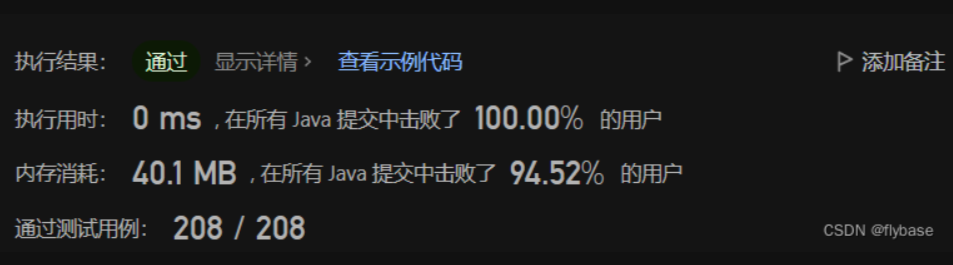 执行结果： 通过 显示详情 › 查看示例代码 添加备注
执行用时： 0 ms , 在所有 Java 提交中击败了 100.00% 的用户
内存消耗： 40.1 MB , 在所有 Java 提交中击败了 94.52% 的用户
通过测试用例： 208 / 208
CSDN @flybase